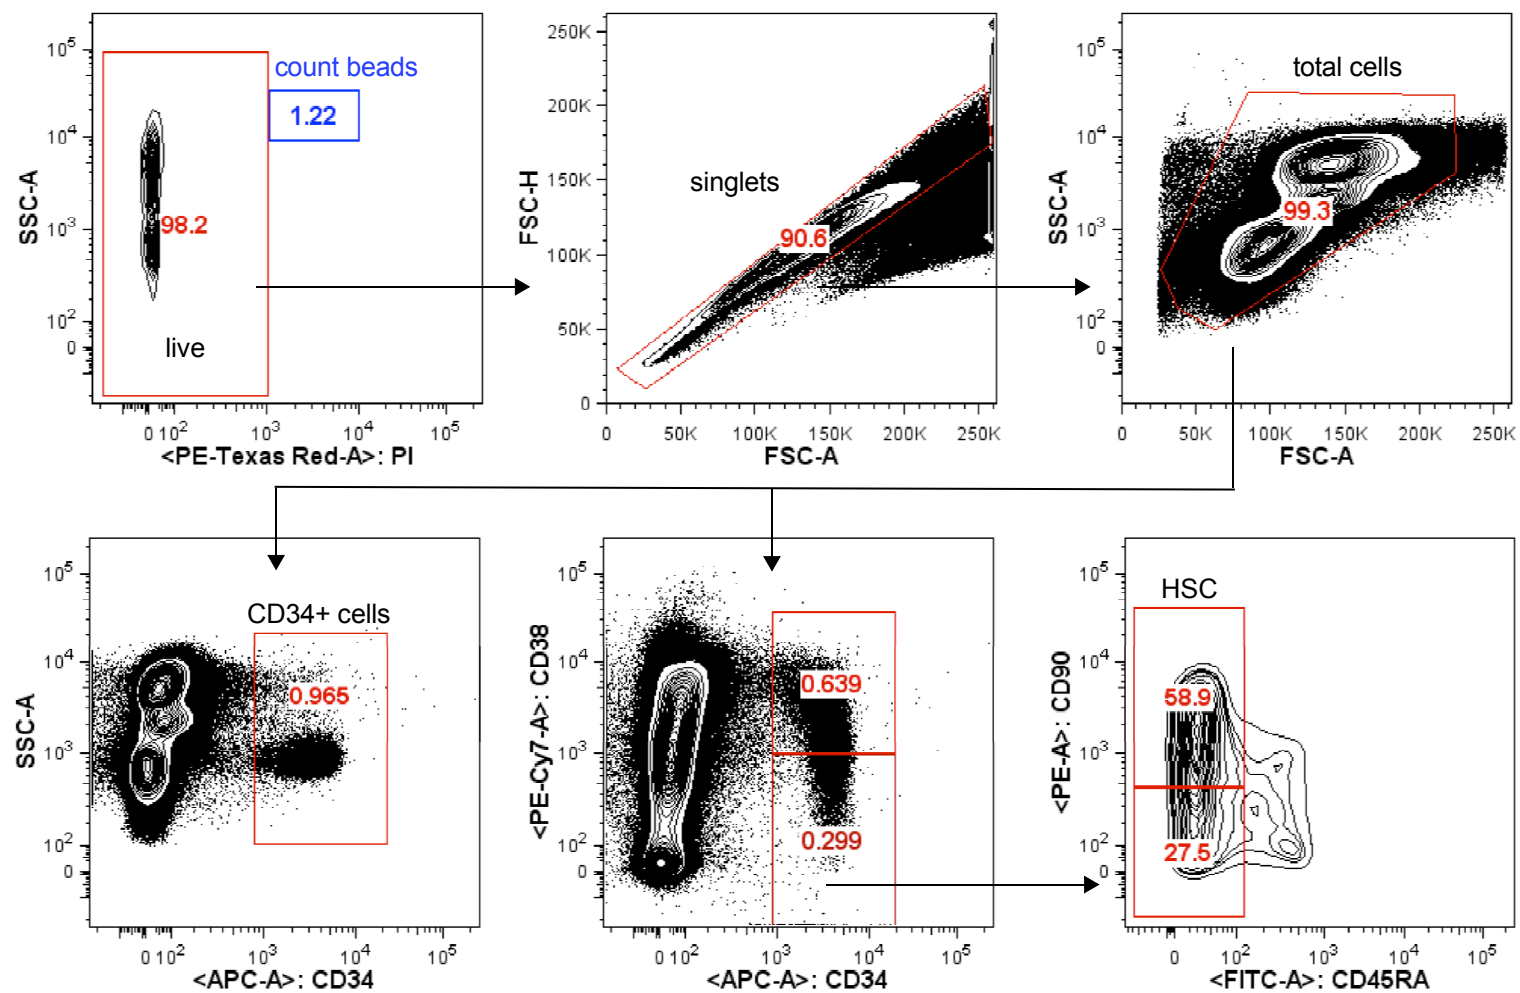 10^5
10^4
10^3
10^2
0
SSC-A
count beads
1.22
98.2
live
0 10^2 10^3 10^4 10^5
<PE-Texas Red-A>: PI
250K
200K
150K
100K
50K
0
FSC-H
singlets
90.6
0 50K 100K 150K 200K 250K
FSC-A
10^5
10^4
10^3
10^2
0
SSC-A
total cells
99.3
0 50K 100K 150K 200K 250K
FSC-A
10^5
10^4
10^3
10^2
0
SSC-A
CD34+ cells
0.965
0 10^2 10^3 10^4 10^5
<APC-A>: CD34
10^5
10^4
10^3
10^2
0
<PE-Cy7-A>: CD38
0.639
0.299
0 10^2 10^3 10^4 10^5
<APC-A>: CD34
10^5
10^4
10^3
10^2
0
<PE-A>: CD90
HSC
58.9
27.5
0 10^2 10^3 10^4 10^5
<FITC-A>: CD45RA